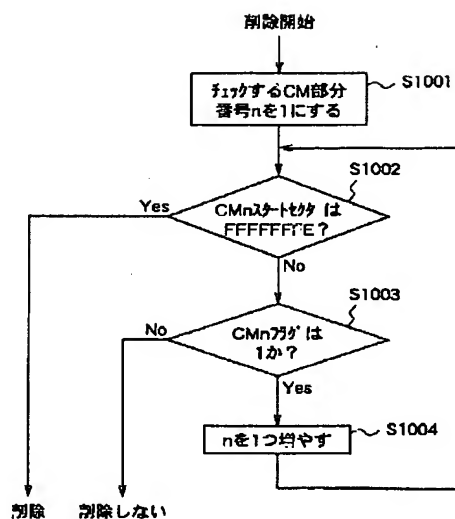 削除開始
チェックするCM部分
番号nを1にする
S1001
S1002
Yes
CMnスタートセクタは
FFFFFFFE?
No
S1003
No
CMnフラグは
1か?
Yes
nを1つ増やす
S1004
削除
削除しない